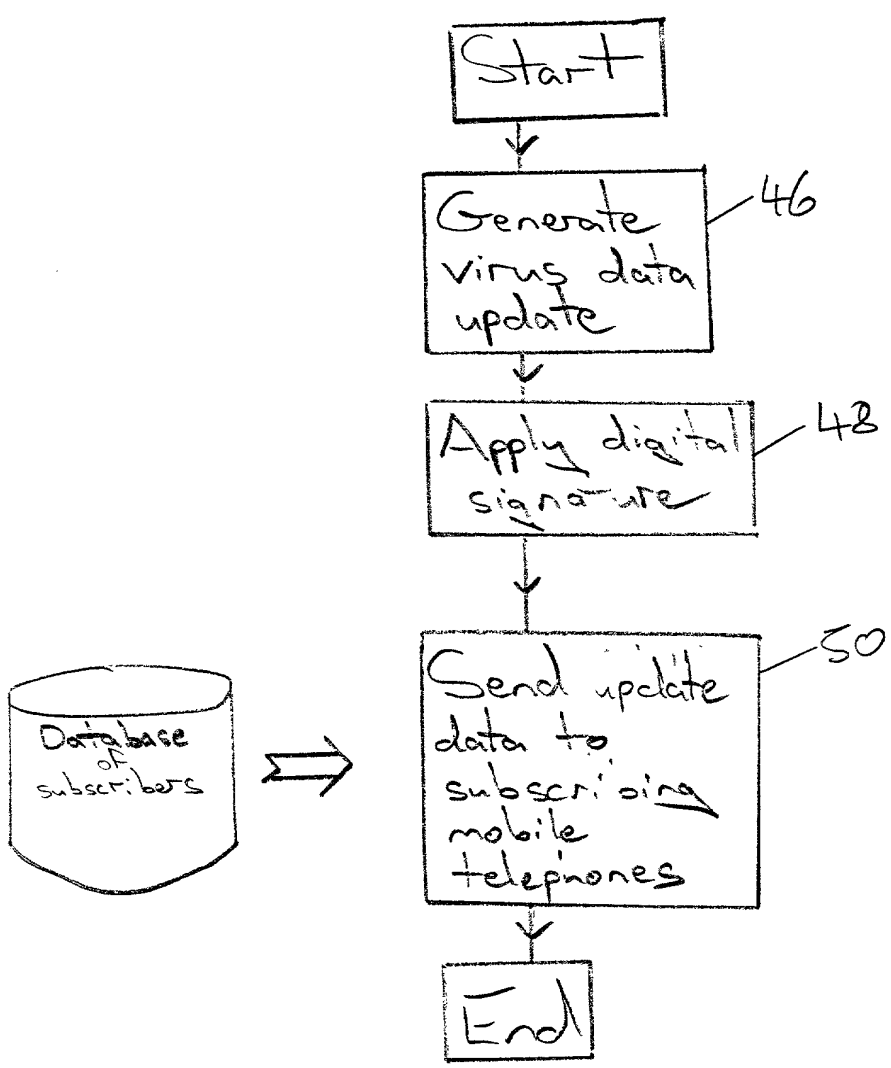 Start
Generate
virus data
update
46
Apply digital
signature
48
Send update
data to
subscribing
mobile
telephones
50
Database
of
subscribers
End